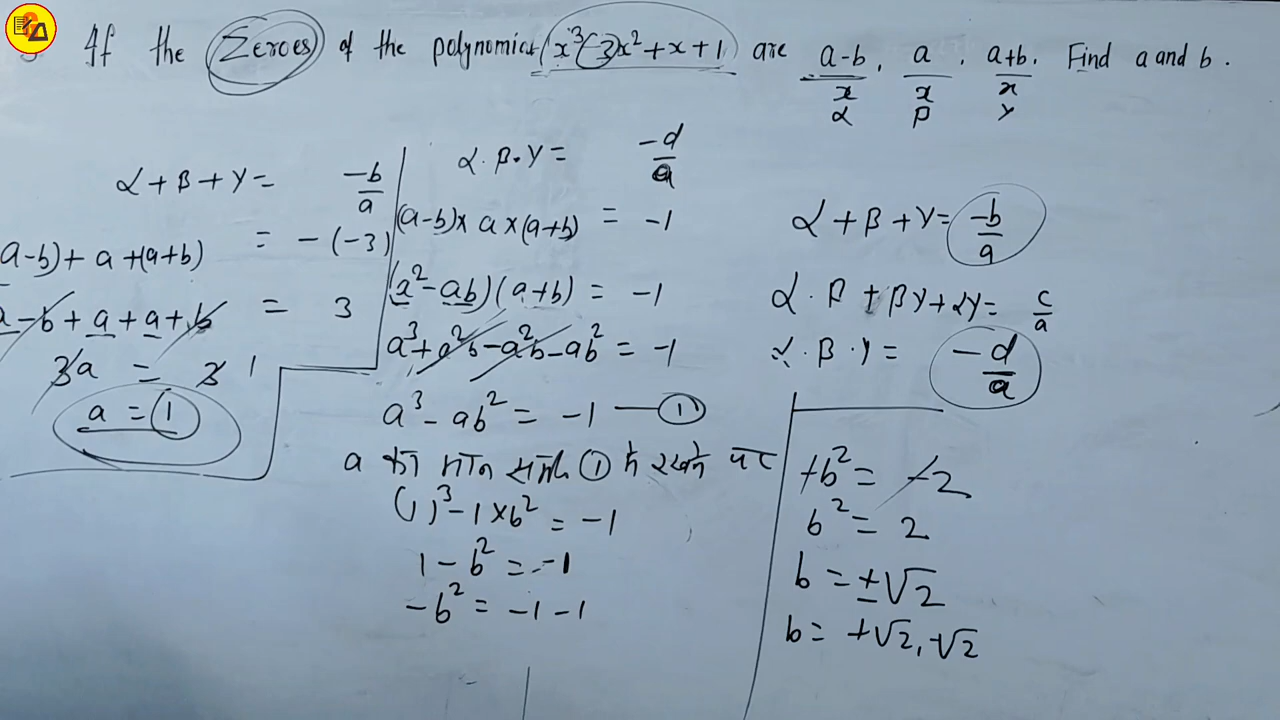 If the Zeroes of the polynomial x³-3x²+x+1 are a-b, a, a+b. Find a and b.
x x x
α β γ
α+β+γ= -b/a
(a-b)+a+(a+b) = -(-3)
a-b+a+a+b = 3
3a = 3 1
a = 1
α.β.γ= -d/a
(a-b)×a×(a+b) = -1
(a²-ab)(a+b) = -1
a³+a²b-a²b-ab² = -1
a³-ab² = -1 —①
a का मान समी० ① में रखने पर
(1)³-1×b² = -1
1-b² = -1
-b² = -1-1
α+β+γ= -b/a
α.β+βγ+αγ= c/a
α.β.γ= -d/a
+b² = -2
b² = 2
b = ±√2
b = +√2, -√2